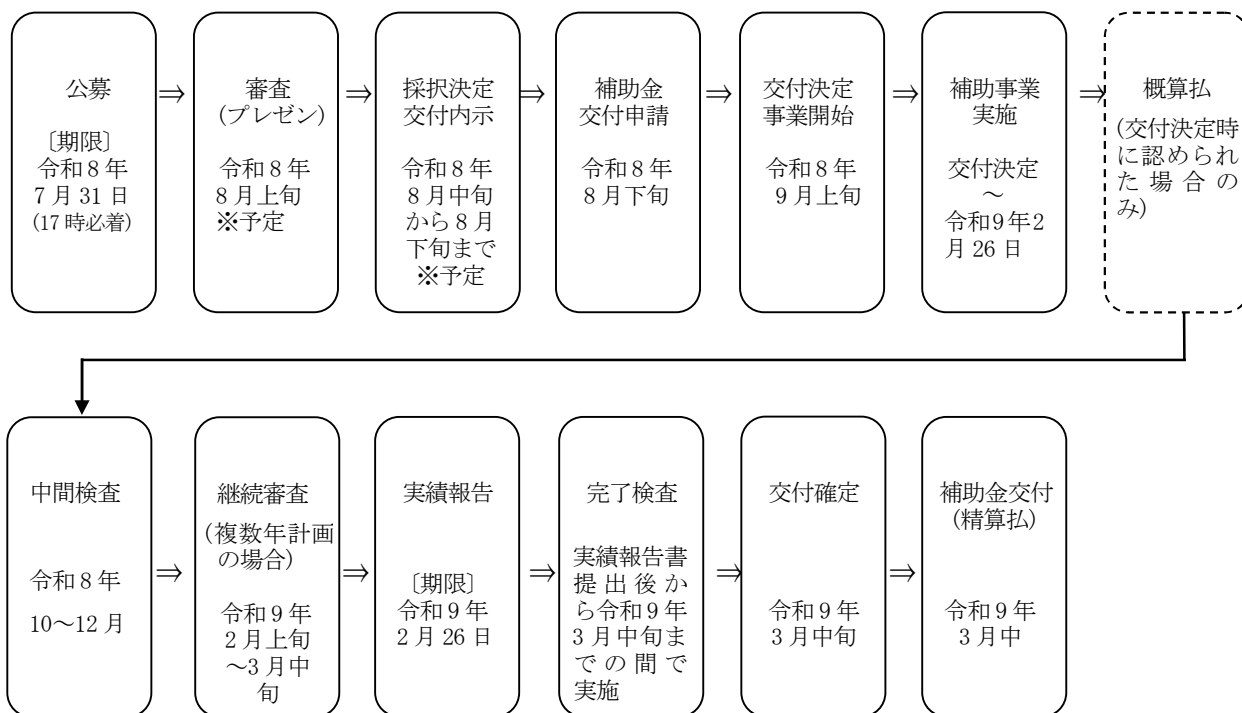 公募
〔期限〕
令和８年
７月 31 日
(17 時必着)
⇒
審査
(プレゼン)
令和８年
８月上旬
※予定
⇒
採択決定
交付内示
令和８年
８月中旬
から８月
下旬まで
※予定
⇒
補助金
交付申請
令和８年
８月下旬
⇒
交付決定
事業開始
令和８年
９月上旬
⇒
補助事業
実施
交付決定
～
令和９年２
月 26 日
⇒
概算払
(交付決定時
に認められ
た場合の
み)
中間検査
令和８年
10～12 月
⇒
継続審査
(複数年計画
の場合)
令和９年
２月上旬
～３月中
旬
⇒
実績報告
〔期限〕
令和９年
２月 26 日
⇒
完了検査
実績報告書
提出後か
ら令和９年
３月中旬ま
での間で
実施
⇒
交付確定
令和９年
３月中旬
⇒
補助金交付
(精算払)
令和９年
３月中